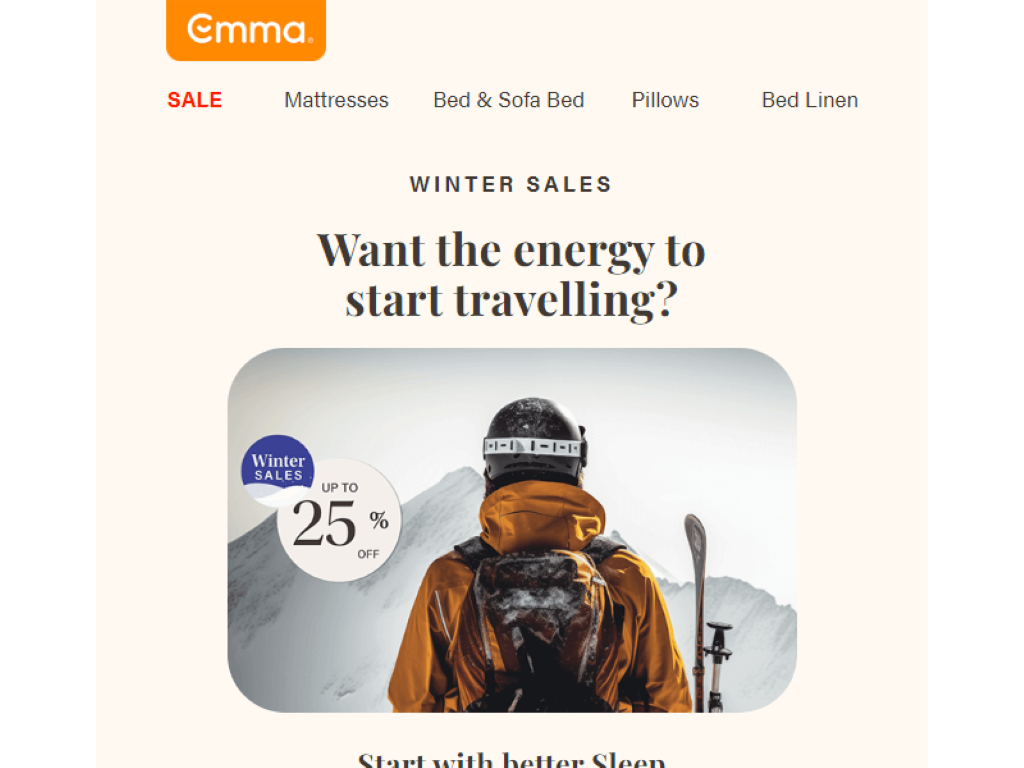 Emma®
SALE Mattresses Bed & Sofa Bed Pillows Bed Linen
WINTER SALES
Want the energy to
start travelling?
Winter
SALES
UP TO
25 %
OFF
Start with better Sleep